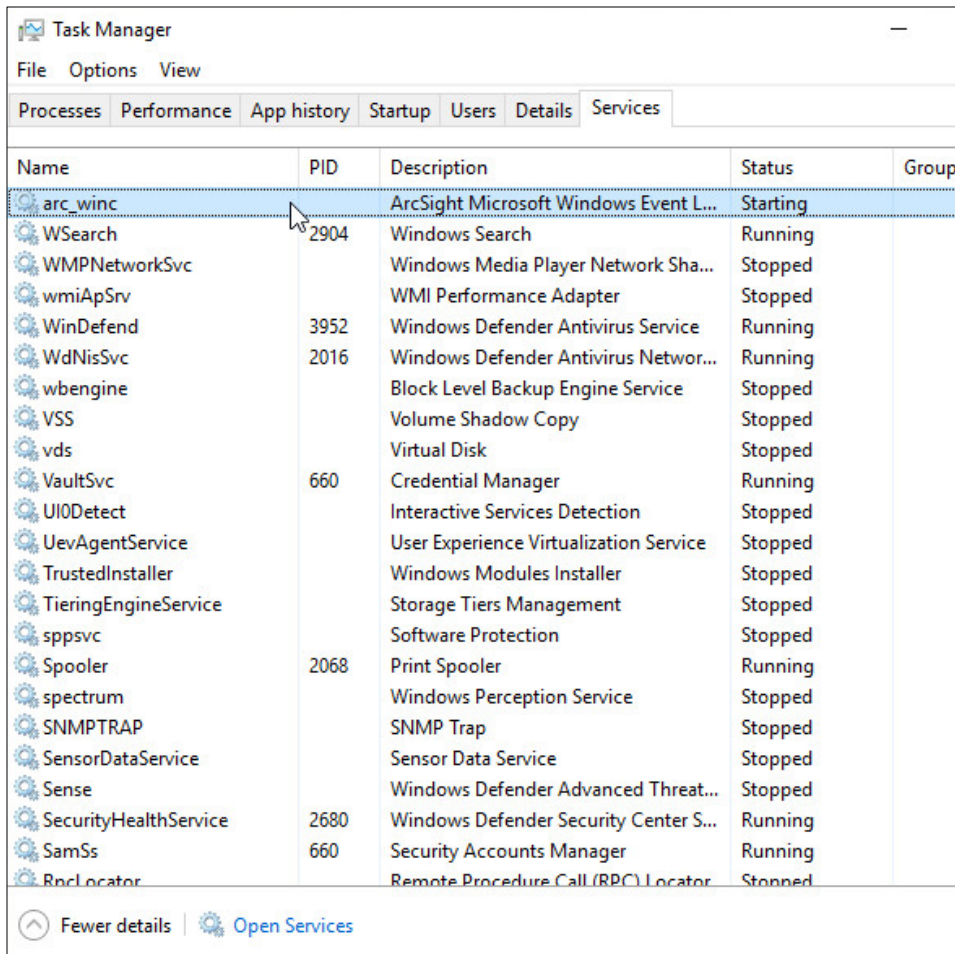 Task Manager
File Options View
Processes Performance App history Startup Users Details Services
Name PID Description Status Group
arc_winc ArcSight Microsoft Windows Event L... Starting
WSearch 2904 Windows Search Running
WMPNetworkSvc Windows Media Player Network Sha... Stopped
wmiApSrv WMI Performance Adapter Stopped
WinDefend 3952 Windows Defender Antivirus Service Running
WdNisSvc 2016 Windows Defender Antivirus Networ... Running
wbengine Block Level Backup Engine Service Stopped
VSS Volume Shadow Copy Stopped
vds Virtual Disk Stopped
VaultSvc 660 Credential Manager Running
UI0Detect Interactive Services Detection Stopped
UevAgentService User Experience Virtualization Service Stopped
TrustedInstaller Windows Modules Installer Stopped
TieringEngineService Storage Tiers Management Stopped
sppsvc Software Protection Stopped
Spooler 2068 Print Spooler Running
spectrum Windows Perception Service Stopped
SNMPTRAP SNMP Trap Stopped
SensorDataService Sensor Data Service Stopped
Sense Windows Defender Advanced Threat... Stopped
SecurityHealthService 2680 Windows Defender Security Center S... Running
SamSs 660 Security Accounts Manager Running
RpcLocator Remote Procedure Call (RPC) Locator Stopped
Fewer details Open Services